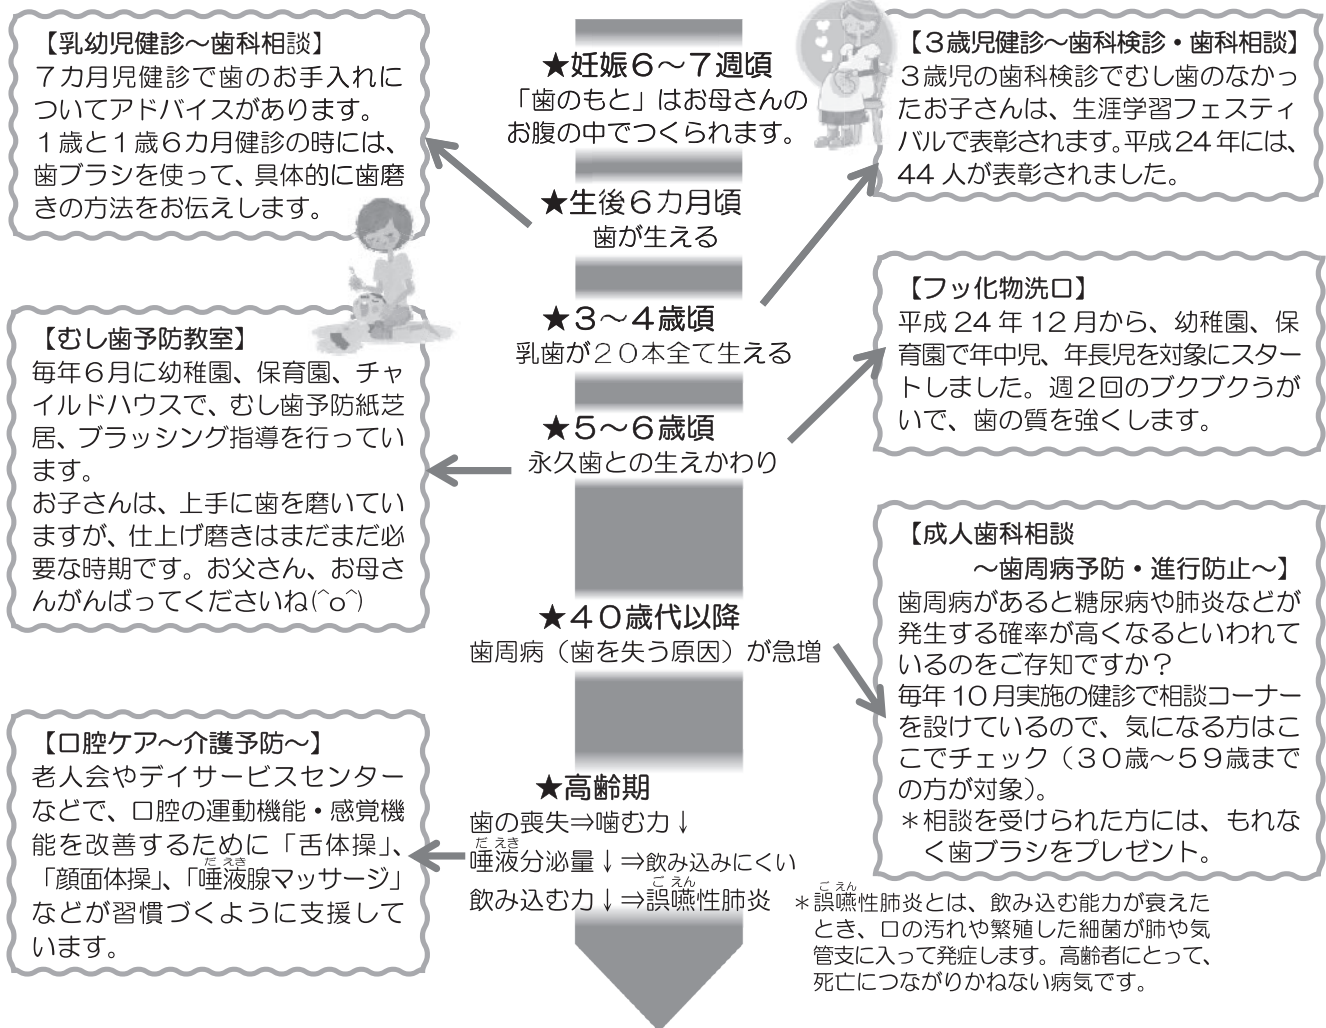 【乳幼児健診～歯科相談】
７カ月児健診で歯のお手入れに
ついてアドバイスがあります。
１歳と１歳６カ月健診の時には、
歯ブラシを使って、具体的に歯磨
きの方法をお伝えします。
【むし歯予防教室】
毎年６月に幼稚園、保育園、チャ
イルドハウスで、むし歯予防紙芝
居、ブラッシング指導を行ってい
ます。
お子さんは、上手に歯を磨いてい
ますが、仕上げ磨きはまだまだ必
要な時期です。お父さん、お母さ
んがんばってくださいね(^o^)
【口腔ケア～介護予防～】
老人会やデイサービスセンター
などで、口腔の運動機能・感覚機
能を改善するために「舌体操」、
だ えき
「顔面体操」、「唾液腺マッサージ」
などが習慣づくように支援して
います。
★妊娠６～７週頃
「歯のもと」はお母さんの
お腹の中でつくられます。
★生後６カ月頃
歯が生える
★３～４歳頃
乳歯が２０本全て生える
★５～６歳頃
永久歯との生えかわり
★４０歳代以降
歯周病（歯を失う原因）が急増
★高齢期
歯の喪失⇒噛む力↓
だ えき
唾液分泌量↓⇒飲み込みにくい
ご えん
飲み込む力↓⇒誤嚥性肺炎
【３歳児健診～歯科検診・歯科相談】
３歳児の歯科検診でむし歯のなかっ
たお子さんは、生涯学習フェスティ
バルで表彰されます。平成 24 年には、
44 人が表彰されました。
【フッ化物洗口】
平成 24 年 12 月から、幼稚園、保
育園で年中児、年長児を対象にスター
トしました。週２回のブクブクうが
いで、歯の質を強くします。
【成人歯科相談
～歯周病予防・進行防止～】
歯周病があると糖尿病や肺炎などが
発生する確率が高くなるといわれて
いるのをご存知ですか？
毎年 10 月実施の健診で相談コーナー
を設けているので、気になる方はこ
こでチェック（３０歳～５９歳まで
の方が対象）。
＊相談を受けられた方には、もれな
く歯ブラシをプレゼント。
ご えん
＊誤嚥性肺炎とは、飲み込む能力が衰えた
とき、口の汚れや繁殖した細菌が肺や気
管支に入って発症します。高齢者にとって、
死亡につながりかねない病気です。